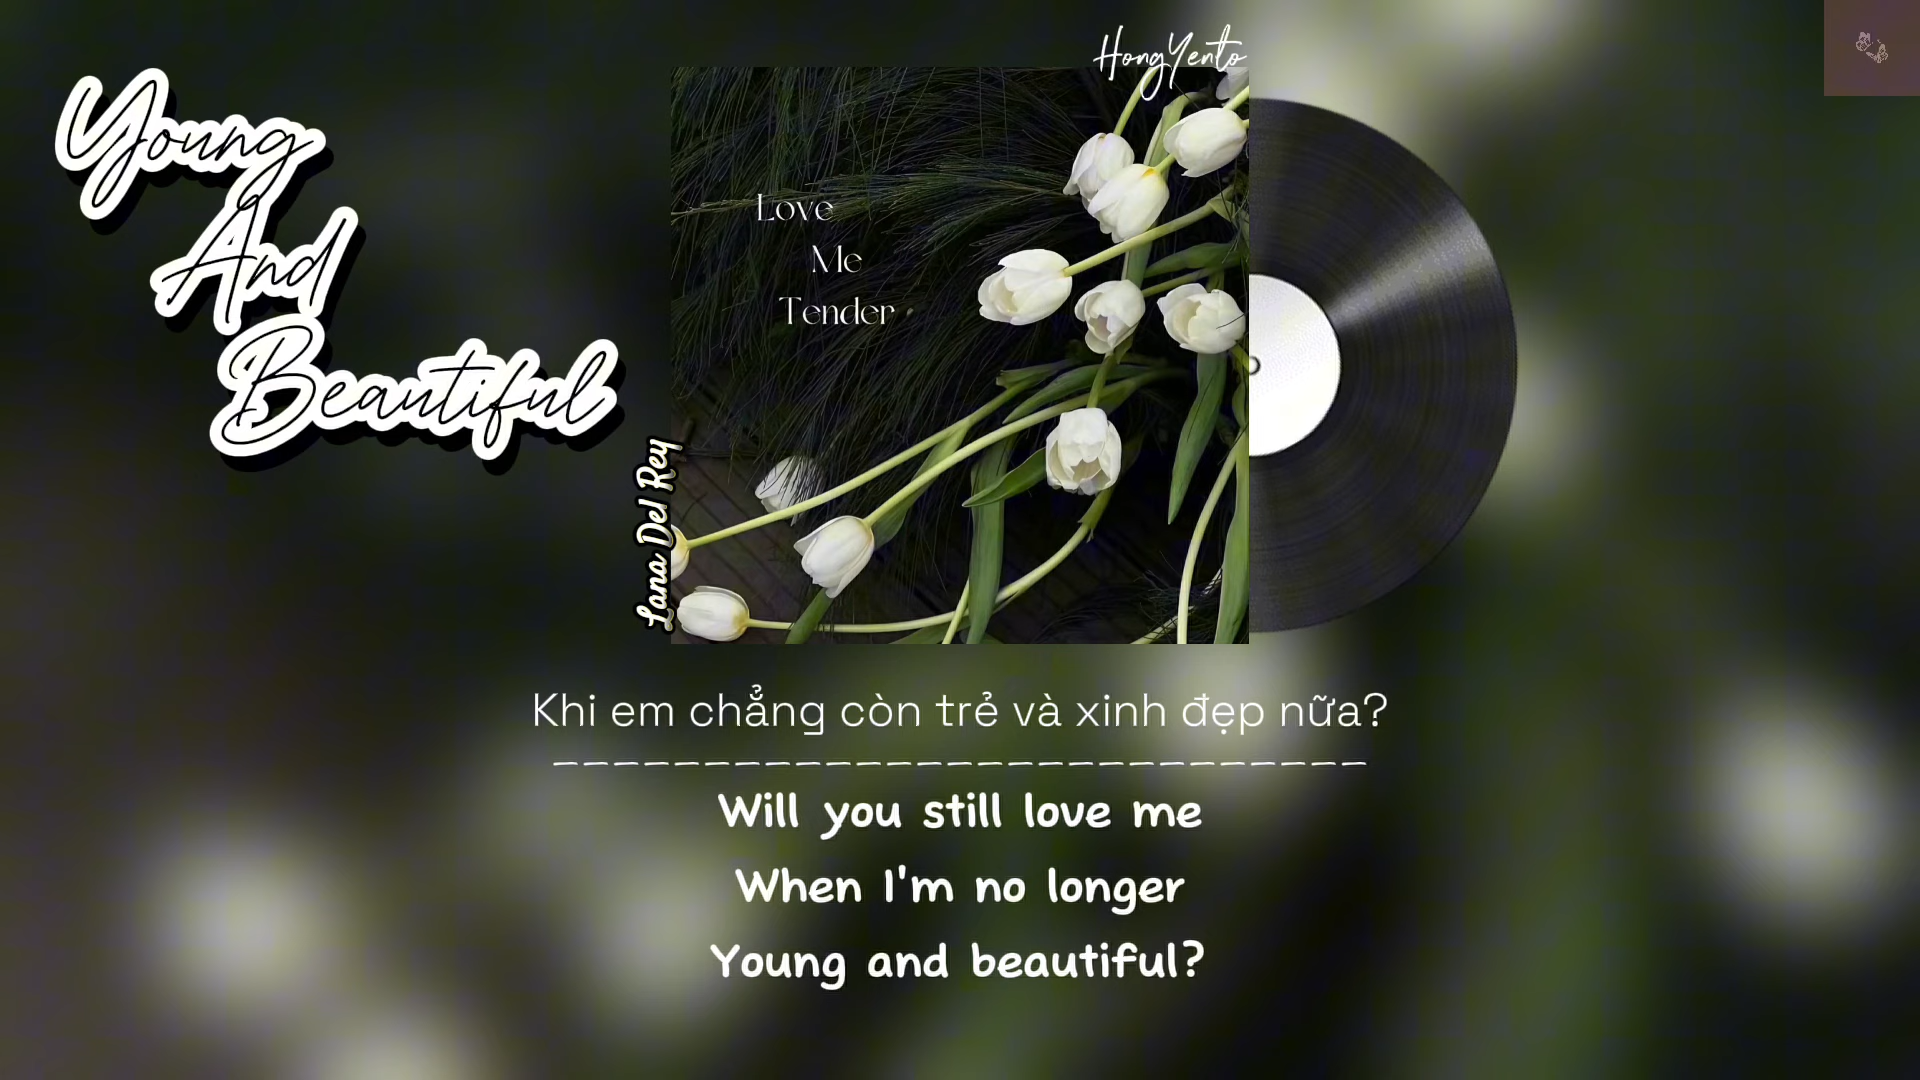 HongYento
Young
And
Beautiful
Love
Me
Tender
Lana Del Rey
Khi em chẳng còn trẻ và xinh đẹp nữa?
Will you still love me
When I'm no longer
Young and beautiful?